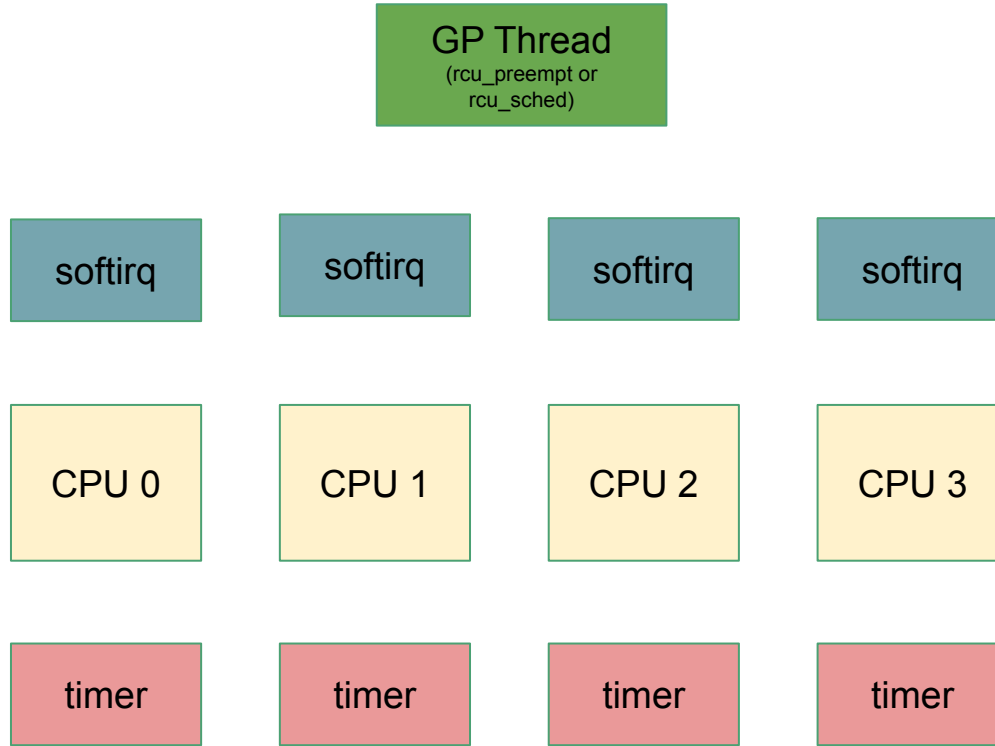 GP Thread
(rcu_preempt or
rcu_sched)
softirq
softirq
softirq
softirq
CPU 0
CPU 1
CPU 2
CPU 3
timer
timer
timer
timer